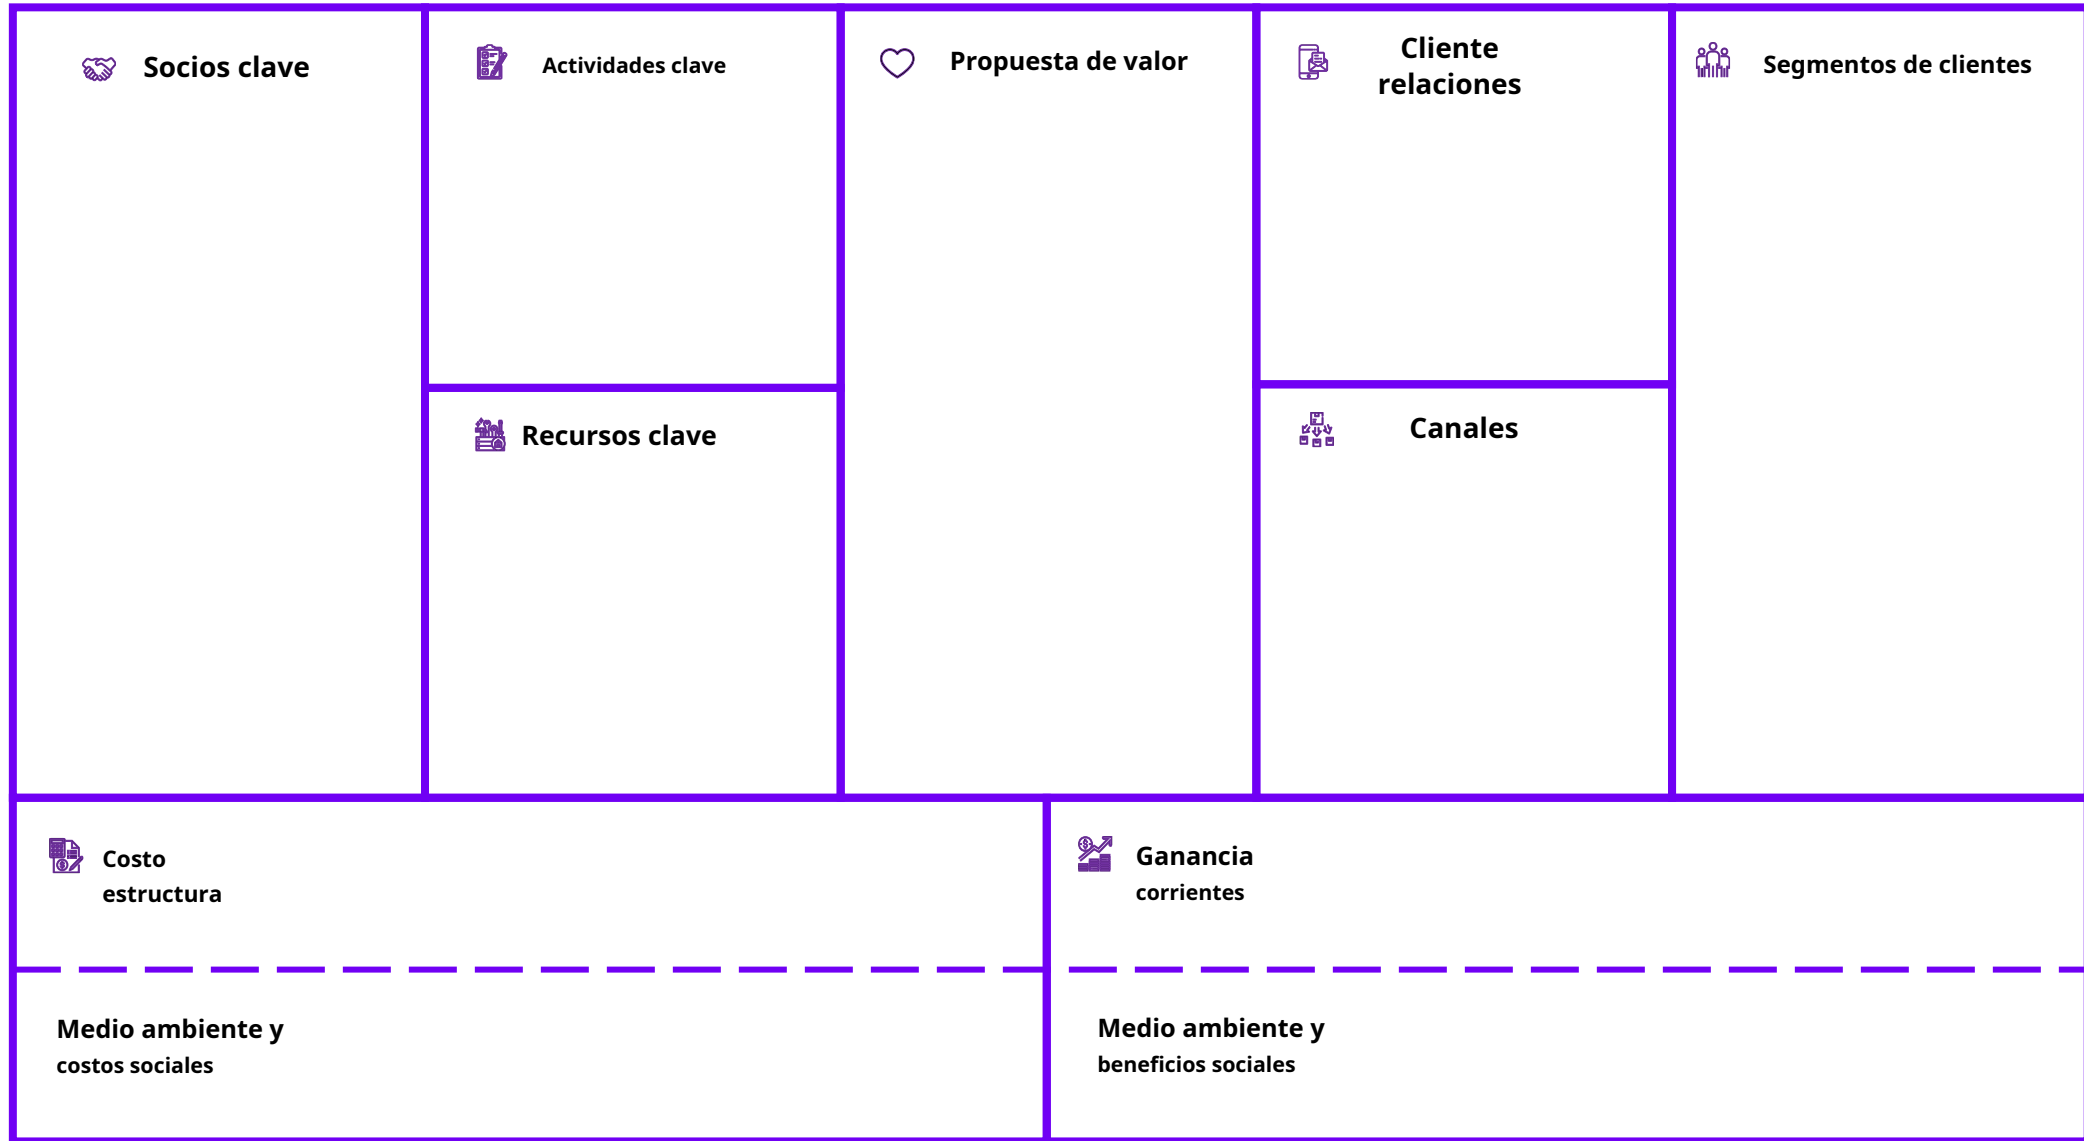 Socios clave
Actividades clave
Propuesta de valor
Cliente
relaciones
Segmentos de clientes
Recursos clave
Canales
Costo
estructura
Ganancia
corrientes
Medio ambiente y
costos sociales
Medio ambiente y
beneficios sociales